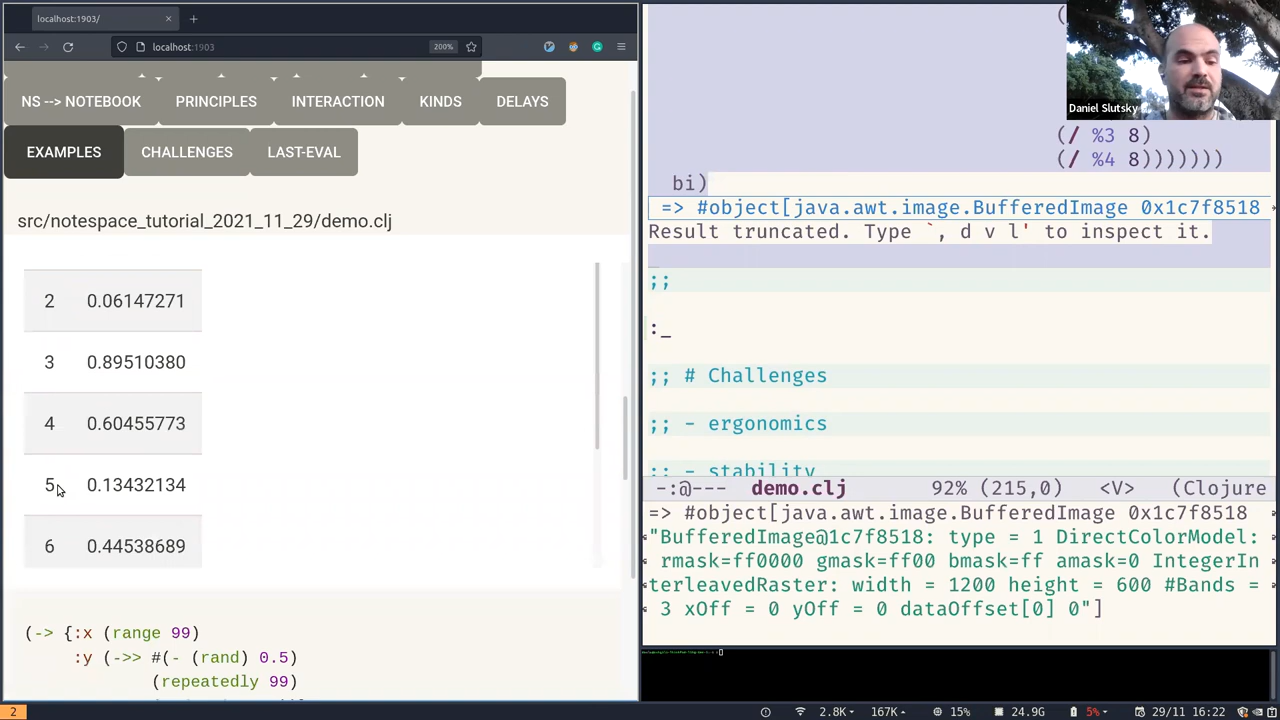 localhost:1903/
localhost:1903
200%
NS --> NOTEBOOK
PRINCIPLES
INTERACTION
KINDS
DELAYS
EXAMPLES
CHALLENGES
LAST-EVAL
src/notespace_tutorial_2021_11_29/demo.clj
2 0.06147271
3 0.89510380
4 0.60455773
5 0.13432134
6 0.44538689
(-> {:x (range 99)
:y (->> #(- (rand) 0.5)
(repeatedly 99)
(
Daniel Slutsky
(/ %3 8)
(/ %4 8)))))))
bi)
=> #object[java.awt.image.BufferedImage 0x1c7f8518
Result truncated. Type `, d v l' to inspect it.
;;
:_
;; # Challenges
;; - ergonomics
;; - stability
-:@--- demo.clj 92% (215,0) <V> (Clojure
=> #object[java.awt.image.BufferedImage 0x1c7f8518
"BufferedImage@1c7f8518: type = 1 DirectColorModel:
rmask=ff0000 gmask=ff00 bmask=ff amask=0 IntegerIn
terleavedRaster: width = 1200 height = 600 #Bands =
3 xOff = 0 yOff = 0 dataOffset[0] 0"]
2
2.8K
167K
15%
24.9G
5%
29/11 16:22